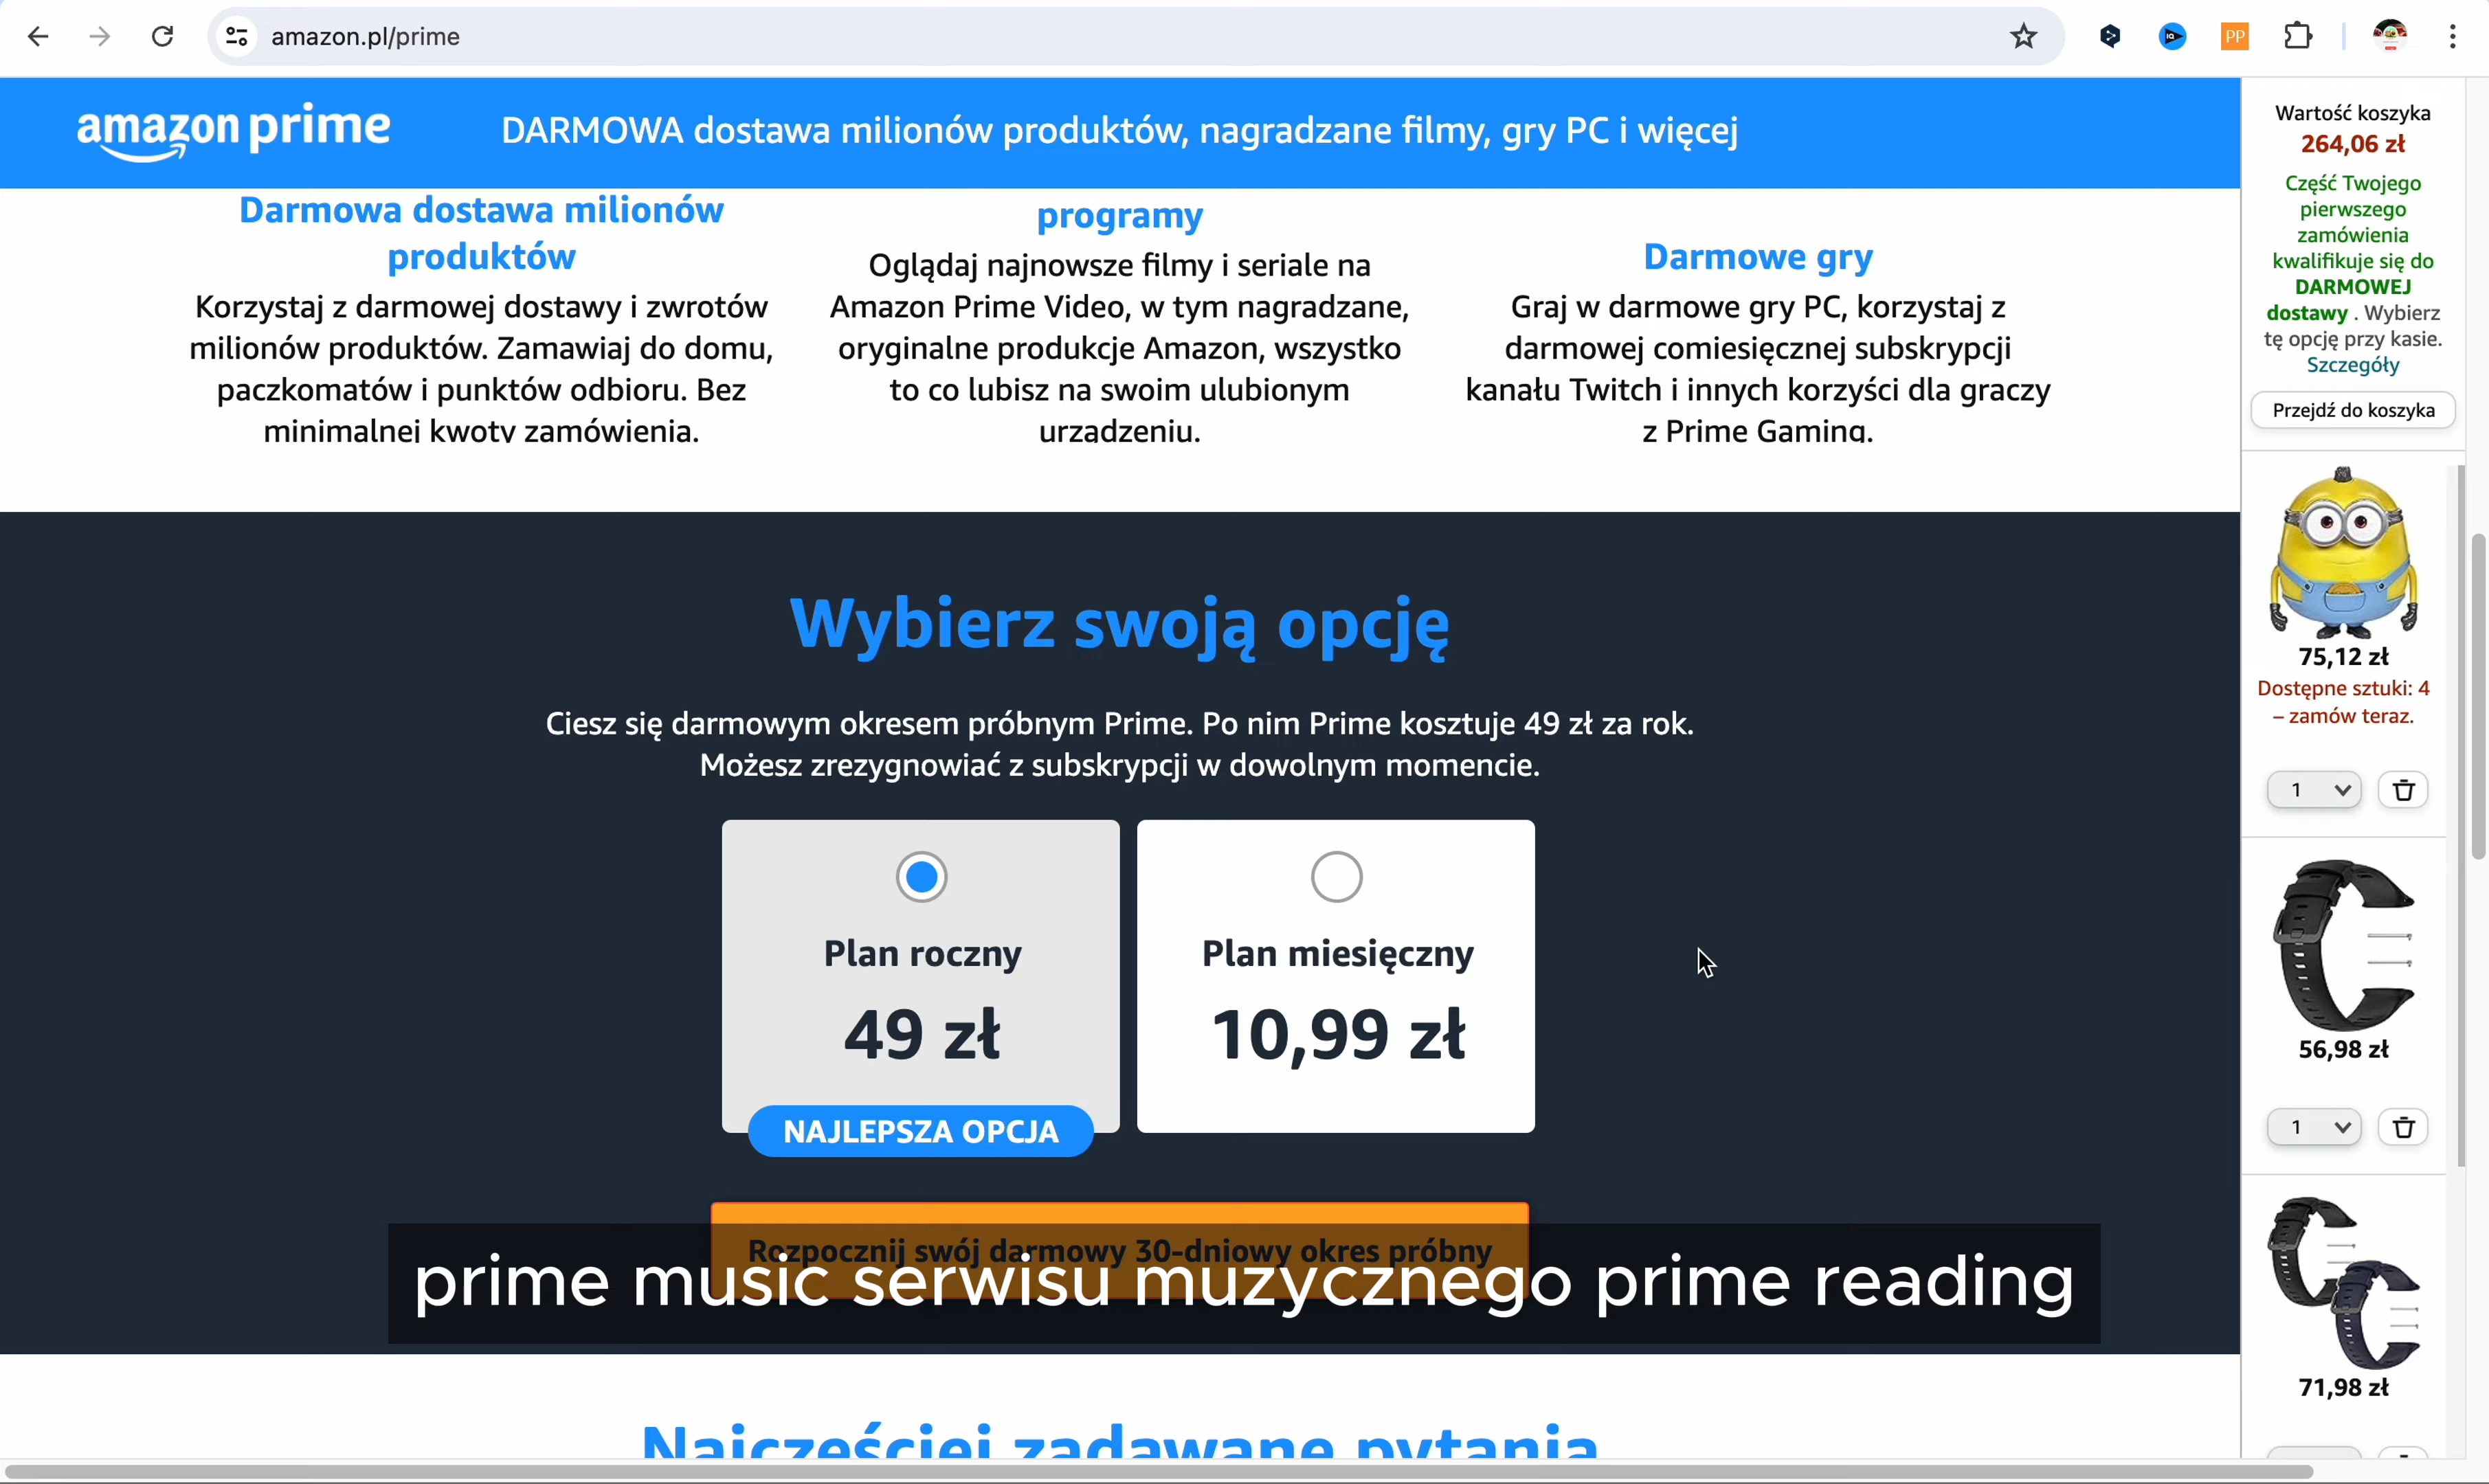 amazon.pl/prime
PP
amazon prime
DARMOWA dostawa milionów produktów, nagradzane filmy, gry PC i więcej
Darmowa dostawa milionów
produktów
Korzystaj z darmowej dostawy i zwrotów
milionów produktów. Zamawiaj do domu,
paczkomatów i punktów odbioru. Bez
minimalnej kwoty zamówienia.
programy
Oglądaj najnowsze filmy i seriale na
Amazon Prime Video, w tym nagradzane,
oryginalne produkcje Amazon, wszystko
to co lubisz na swoim ulubionym
urządzeniu.
Darmowe gry
Graj w darmowe gry PC, korzystaj z
darmowej comiesięcznej subskrypcji
kanału Twitch i innych korzyści dla graczy
z Prime Gaming.
Wybierz swoją opcję
Ciesz się darmowym okresem próbnym Prime. Po nim Prime kosztuje 49 zł za rok.
Możesz zrezygnowiać z subskrypcji w dowolnym momencie.
Plan roczny
49 zł
NAJLEPSZA OPCJA
Plan miesięczny
10,99 zł
Rozpocznij swój darmowy 30-dniowy okres próbny
prime music serwisu muzycznego prime reading
Najczęściej zadawane pytania
Wartość koszyka
264,06 zł
Część Twojego
pierwszego
zamówienia
kwalifikuje się do
DARMOWEJ
dostawy . Wybierz
tę opcję przy kasie.
Szczegóły
Przejdź do koszyka
75,12 zł
Dostępne sztuki: 4
– zamów teraz.
1
56,98 zł
1
71,98 zł